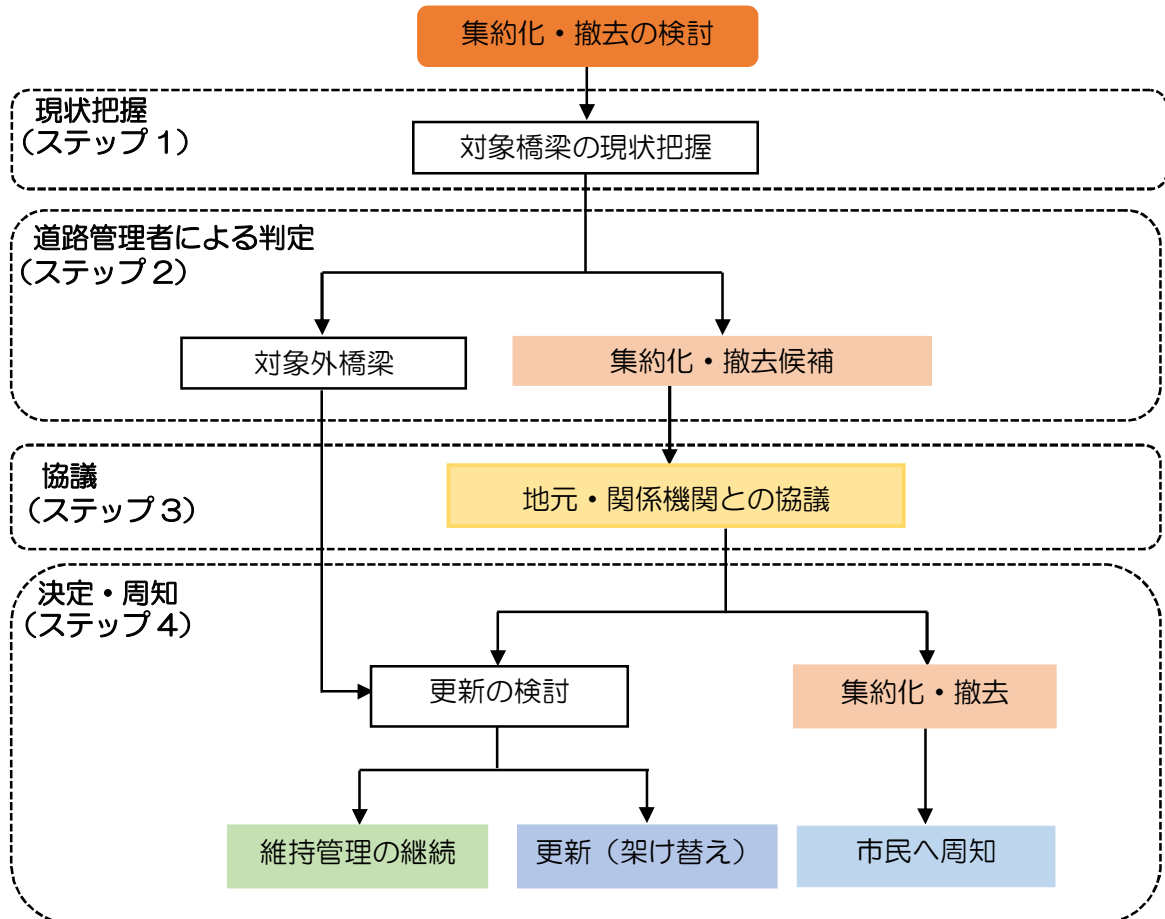 集約化・撤去の検討
現状把握
（ステップ１）
対象橋梁の現状把握
道路管理者による判定
（ステップ２）
対象外橋梁
集約化・撤去候補
協議
（ステップ３）
地元・関係機関との協議
決定・周知
（ステップ４）
更新の検討
集約化・撤去
維持管理の継続
更新（架け替え）
市民へ周知